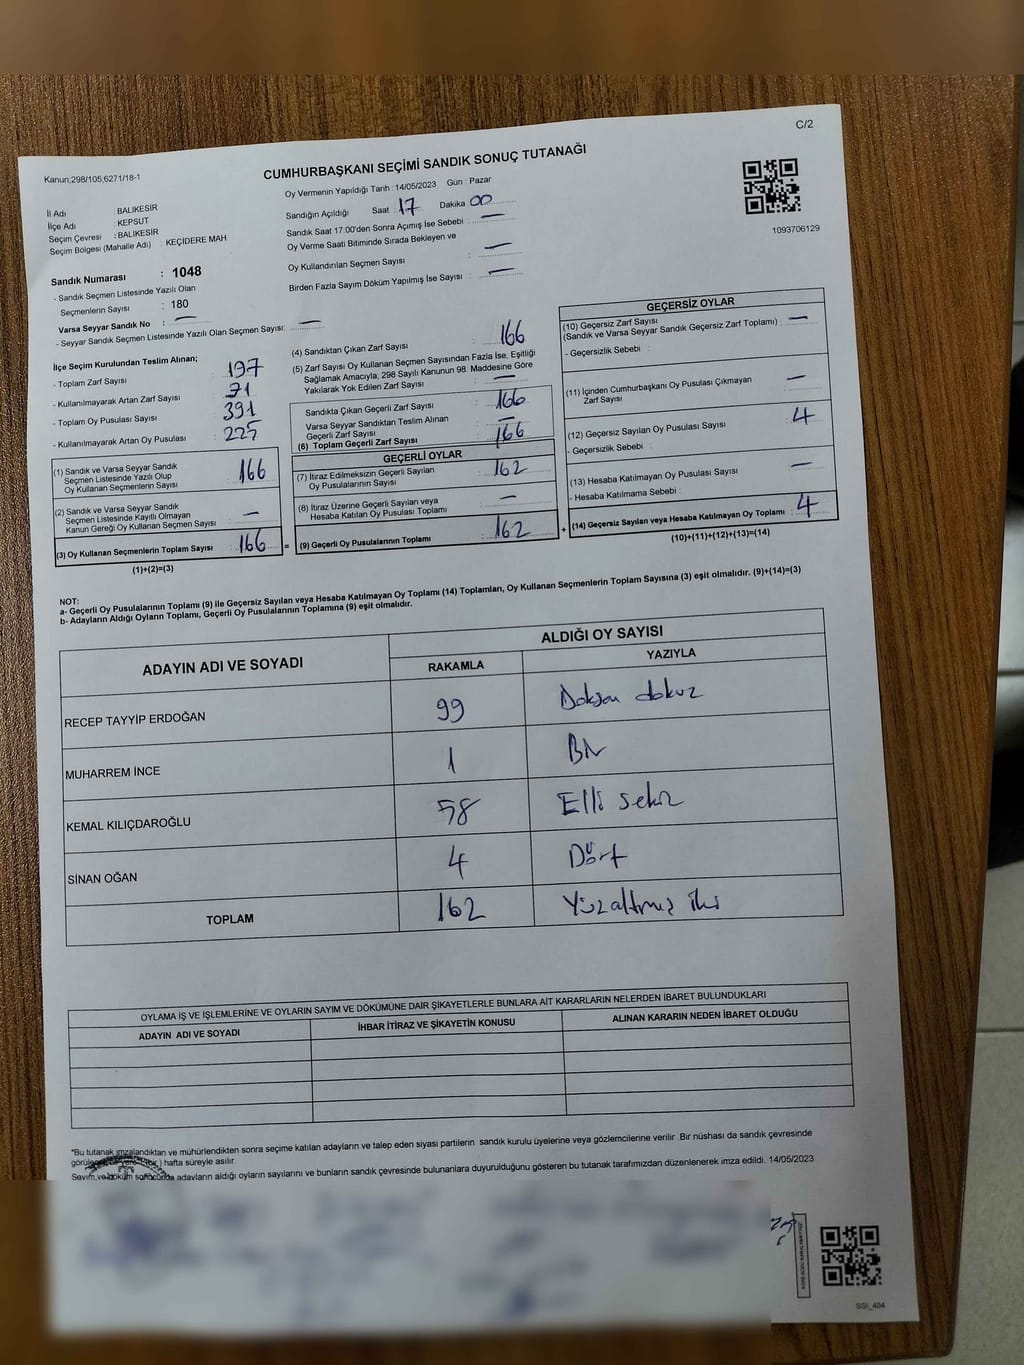 C/2
Kanun;298/105;6271/18-1
CUMHURBAŞKANI SEÇİMİ SANDIK SONUÇ TUTANAĞI
Oy Vermenin Yapıldığı Tarih : 14/05/2023 Gün : Pazar
İl Adı : BALIKESİR
İlçe Adı : KEPSUT
Seçim Çevresi : BALIKESİR
Seçim Bölgesi (Mahalle Adı) : KEÇİDERE MAH
Sandığın Açıldığı Saat : 17 Dakika : 00
Sandık Saat 17:00'den Sonra Açımış İse Sebebi : —
Oy Verme Saati Bitiminde Sırada Bekleyen ve
Oy Kullandırılan Seçmen Sayısı : —
Birden Fazla Sayım Döküm Yapılmış İse Sayısı : —
1093706129
Sandık Numarası : 1048
- Sandık Seçmen Listesinde Yazılı Olan
Seçmenlerin Sayısı : 180
Varsa Seyyar Sandık No : —
- Seyyar Sandık Seçmen Listesinde Yazılı Olan Seçmen Sayısı: —
İlçe Seçim Kurulundan Teslim Alınan;
- Toplam Zarf Sayısı : 197
- Kullanılmayarak Artan Zarf Sayısı : 31
- Toplam Oy Pusulası Sayısı : 391
- Kullanılmayarak Artan Oy Pusulası : 225
(1) Sandık ve Varsa Seyyar Sandık
Seçmen Listesinde Yazılı Olup
Oy Kullanan Seçmenlerin Sayısı : 166
(2) Sandık ve Varsa Seyyar Sandık
Seçmen Listesinde Kayıtlı Olmayan
Kanun Gereği Oy Kullanan Seçmen Sayısı : —
(3) Oy Kullanan Seçmenlerin Toplam Sayısı : 166 =
(1)+(2)=(3)
(4) Sandıktan Çıkan Zarf Sayısı : 166
(5) Zarf Sayısı Oy Kullanan Seçmen Sayısından Fazla İse, Eşitliği
Sağlamak Amacıyla, 298 Sayılı Kanunun 98. Maddesine Göre
Yakılarak Yok Edilen Zarf Sayısı : —
Sandıkta Çıkan Geçerli Zarf Sayısı : 166
Varsa Seyyar Sandıktan Teslim Alınan
Geçerli Zarf Sayısı : —
(6) Toplam Geçerli Zarf Sayısı : 166
GEÇERLİ OYLAR
(7) İtiraz Edilmeksizin Geçerli Sayılan
Oy Pusulalarının Sayısı : 162
(8) İtiraz Üzerine Geçerli Sayılan veya
Hesaba Katılan Oy Pusulası Toplamı : —
(9) Geçerli Oy Pusulalarının Toplamı : 162 +
GEÇERSİZ OYLAR
(10) Geçersiz Zarf Sayısı : —
(Sandık ve Varsa Seyyar Sandık Geçersiz Zarf Toplamı)
- Geçersizlik Sebebi :
(11) İçinden Cumhurbaşkanı Oy Pusulası Çıkmayan
Zarf Sayısı : —
(12) Geçersiz Sayılan Oy Pusulası Sayısı : 4
- Geçersizlik Sebebi :
(13) Hesaba Katılmayan Oy Pusulası Sayısı : —
- Hesaba Katılmama Sebebi :
(14) Geçersiz Sayılan veya Hesaba Katılmayan Oy Toplamı : 4
(10)+(11)+(12)+(13)=(14)
NOT:
a- Geçerli Oy Pusulalarının Toplamı (9) ile Geçersiz Sayılan veya Hesaba Katılmayan Oy Toplamı (14) Toplamları, Oy Kullanan Seçmenlerin Toplam Sayısına (3) eşit olmalıdır. (9)+(14)=(3)
b- Adayların Aldığı Oyların Toplamı, Geçerli Oy Pusulalarının Toplamına (9) eşit olmalıdır.
ADAYIN ADI VE SOYADI ALDIĞI OY SAYISI
RAKAMLA YAZIYLA
RECEP TAYYİP ERDOĞAN 99 Doksan dokuz
MUHARREM İNCE 1 Bir
KEMAL KILIÇDAROĞLU 58 Elli sekiz
SİNAN OĞAN 4 Dört
TOPLAM 162 Yüzaltmış iki
OYLAMA İŞ VE İŞLEMLERİNE VE OYLARIN SAYIM VE DÖKÜMÜNE DAİR ŞİKAYETLERLE BUNLARA AİT KARARLARIN NELERDEN İBARET BULUNDUKLARI
ADAYIN ADI VE SOYADI İHBAR İTİRAZ VE ŞİKAYETİN KONUSU ALINAN KARARIN NEDEN İBARET OLDUĞU
*Bu tutanak imzalandıktan ve mühürlendikten sonra seçime katılan adayların ve talep eden siyasi partilerin sandık kurulu üyelerine veya gözlemcilerine verilir .Bir nüshası da sandık çevresinde
) hafta süreyle asılır.
Sayım ve döküm sonucunda adayların aldığı oyların sayılarını ve bunların sandık çevresinde bulunanlara duyurulduğunu gösteren bu tutanak tarafımızdan düzenlenerek imza edildi. 14/05/2023
SSİ_404